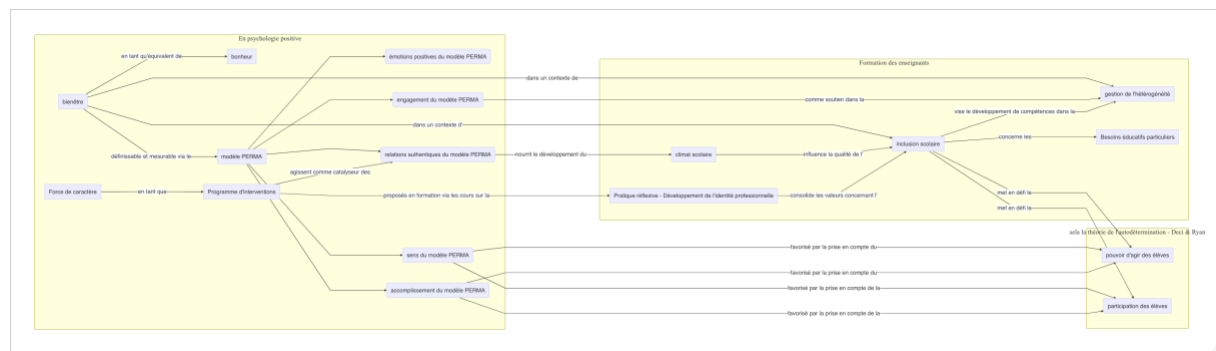 En psychologie positive
en tant qu'équivalent de
bonheur
émotions positives du modèle PERMA
Formation des enseignants
dans un contexte de
bienêtre
engagement du modèle PERMA
comme soutien dans la
gestion de l'hétérogénéité
vise le développement de compétences dans la
dans un contexte d'
concerne les
Besoins éducatifs particuliers
inclusion scolaire
définissable et mesurable via le
modèle PERMA
relations authentiques du modèle PERMA
nourrit le développement du
climat scolaire
influence la qualité de l'
agissent comme catalyseur des
Force de caractère
en tant que
Programme d'interventions
proposés en formation via les cours sur la
Pratique réflexive - Développement de l'identité professionnelle
consolide les valeurs concernant l'
met en défi le
met en défi la
sela la théorie de l'autodétermination - Deci & Ryan
sens du modèle PERMA
favorisé par la prise en compte du
pouvoir d'agir des élèves
favorisé par la prise en compte du
accomplissement du modèle PERMA
favorisé par la prise en compte de la
participation des élèves
favorisé par la prise en compte de la